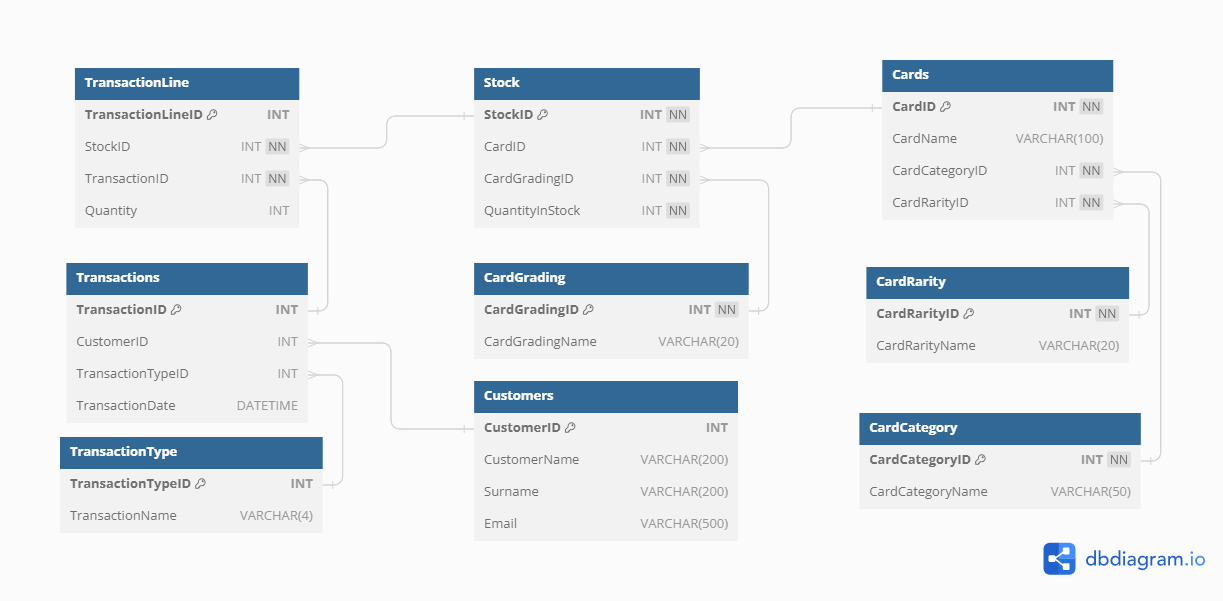 TransactionLine
TransactionLineID INT
StockID INT NN
TransactionID INT NN
Quantity INT
Stock
StockID INT NN
CardID INT NN
CardGradingID INT NN
QuantityInStock INT NN
Cards
CardID INT NN
CardName VARCHAR(100)
CardCategoryID INT NN
CardRarityID INT NN
Transactions
TransactionID INT
CustomerID INT
TransactionTypeID INT
TransactionDate DATETIME
CardGrading
CardGradingID INT NN
CardGradingName VARCHAR(20)
CardRarity
CardRarityID INT NN
CardRarityName VARCHAR(20)
TransactionType
TransactionTypeID INT
TransactionName VARCHAR(4)
Customers
CustomerID INT
CustomerName VARCHAR(200)
Surname VARCHAR(200)
Email VARCHAR(500)
CardCategory
CardCategoryID INT NN
CardCategoryName VARCHAR(50)
dbdiagram.io